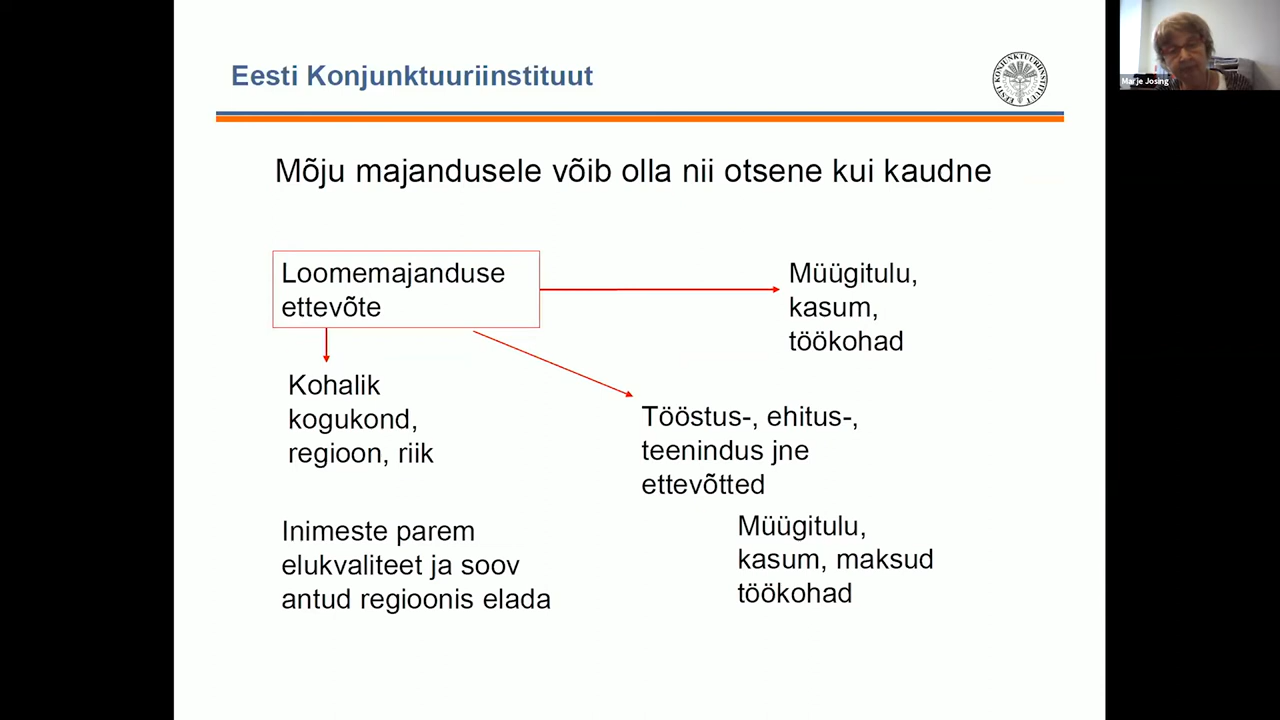 Eesti Konjunktuuriinstituut
EESTI KONJUNKTUURIINSTITUUT
Marje Josing
Mõju majandusele võib olla nii otsene kui kaudne
Loomemajanduse
ettevõte
Müügitulu,
kasum,
töökohad
Kohalik
kogukond,
regioon, riik
Tööstus-, ehitus-,
teenindus jne
ettevõtted
Inimeste parem
elukvaliteet ja soov
antud regioonis elada
Müügitulu,
kasum, maksud
töökohad